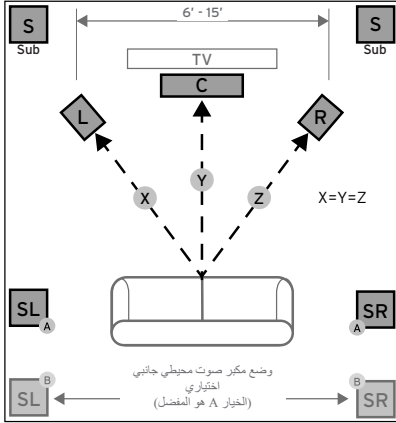 6' - 15'
S
Sub
S
Sub
TV
C
L
R
X
Y
Z
X=Y=Z
SL
A
SR
A
وضع مكبر صوت محيطي جانبي
اختياري
(الخيار A هو المفضل)
SL
B
SR
B